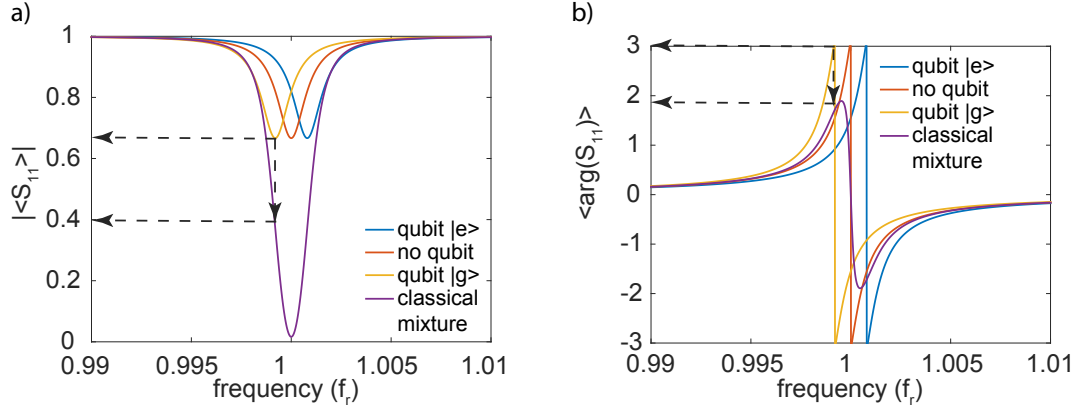 a)
|<S₁₁>|
1
0.8
0.6
0.4
0.2
0
0.99
0.995
1
1.005
1.01
frequency (fᵣ)
qubit |e>
no qubit
qubit |g>
classical
mixture
b)
<arg(S₁₁)>
3
2
1
0
-1
-2
-3
0.99
0.995
1
1.005
1.01
frequency (fᵣ)
qubit |e>
no qubit
qubit |g>
classical
mixture